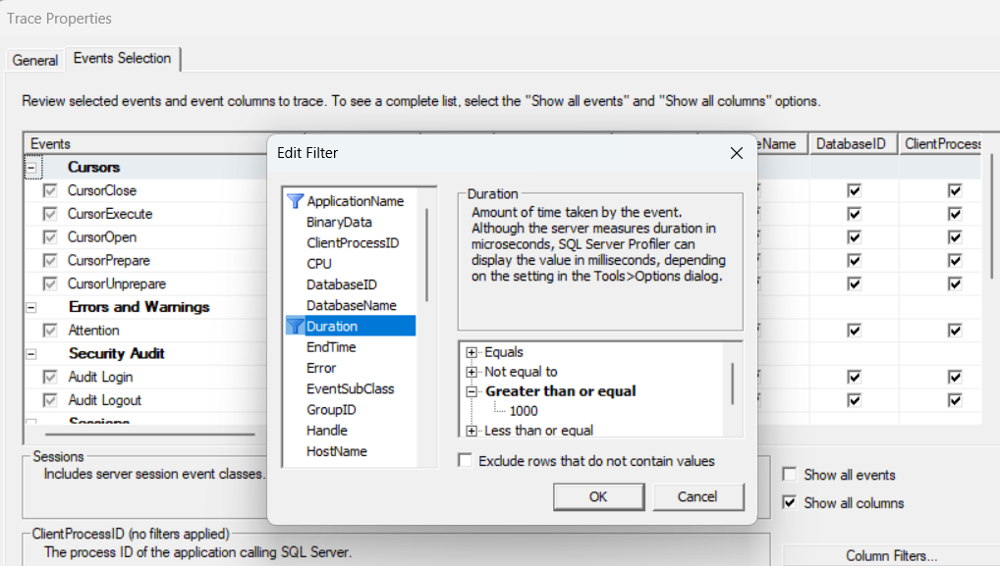 Trace Properties
General
Events Selection
Review selected events and event columns to trace. To see a complete list, select the "Show all events" and "Show all columns" options.
Events
eName
DatabaseID
ClientProcess
Cursors
CursorClose
CursorExecute
CursorOpen
CursorPrepare
CursorUnprepare
Errors and Warnings
Attention
Security Audit
Audit Login
Audit Logout
Sessions
Edit Filter
ApplicationName
BinaryData
ClientProcessID
CPU
DatabaseID
DatabaseName
Duration
EndTime
Error
EventSubClass
GroupID
Handle
HostName
Duration
Amount of time taken by the event.
Although the server measures duration in
microseconds, SQL Server Profiler can
display the value in milliseconds, depending
on the setting in the Tools>Options dialog.
Equals
Not equal to
Greater than or equal
1000
Less than or equal
Exclude rows that do not contain values
OK
Cancel
Sessions
Includes server session event classes.
Show all events
Show all columns
ClientProcessID (no filters applied)
The process ID of the application calling SQL Server.
Column Filters...